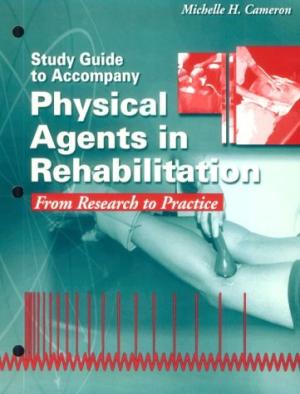 Michelle H. Cameron
Study Guide
to Accompany
Physical
Agents in
Rehabilitation
From Research to Practice